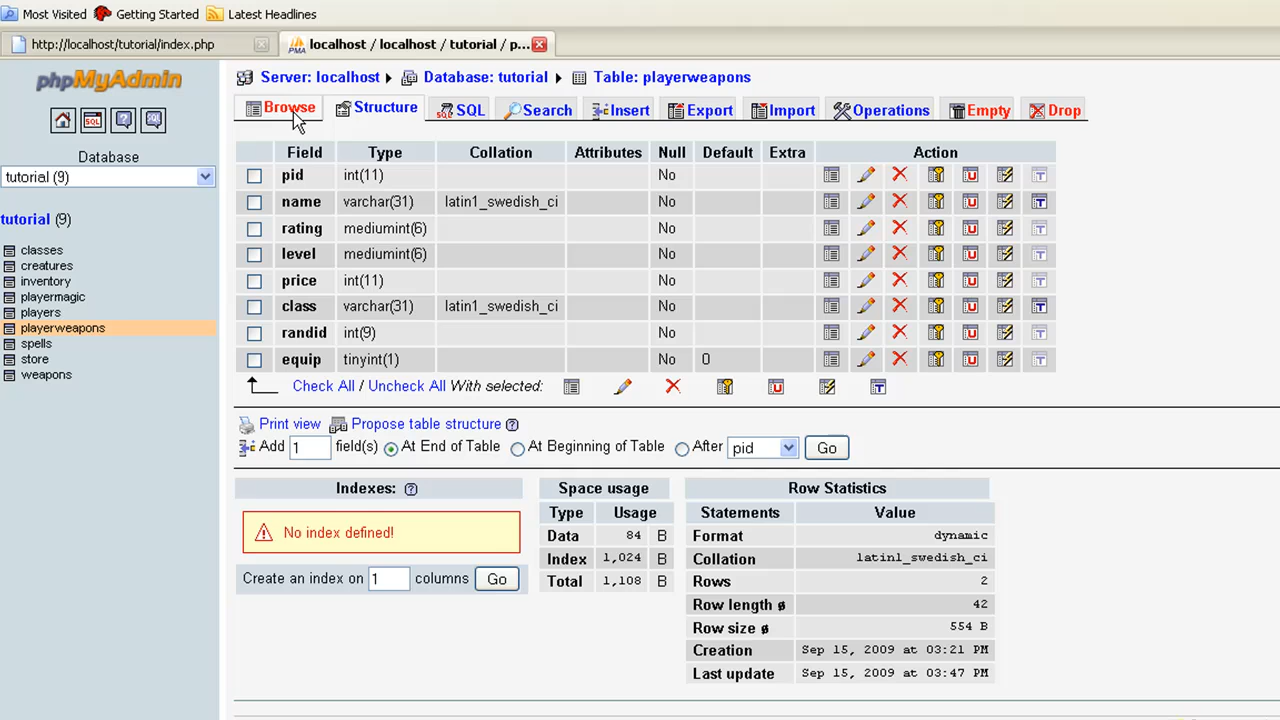 Most Visited Getting Started Latest Headlines
http://localhost/tutorial/index.php localhost / localhost / tutorial / p...
phpMyAdmin
Server: localhost Database: tutorial Table: playerweapons
Browse Structure SQL Search Insert Export Import Operations Empty Drop
Database
tutorial (9)
tutorial (9)
classes
creatures
inventory
playermagic
players
playerweapons
spells
store
weapons
Field Type Collation Attributes Null Default Extra Action
pid int(11) No
name varchar(31) latin1_swedish_ci No
rating mediumint(6) No
level mediumint(6) No
price int(11) No
class varchar(31) latin1_swedish_ci No
randid int(9) No
equip tinyint(1) No 0
Check All / Uncheck All With selected:
Print view Propose table structure
Add 1 field(s) At End of Table At Beginning of Table After pid Go
Indexes:
No index defined!
Create an index on 1 columns Go
Space usage
Type Usage
Data 84 B
Index 1,024 B
Total 1,108 B
Row Statistics
Statements Value
Format dynamic
Collation latin1_swedish_ci
Rows 2
Row length ø 42
Row size ø 554 B
Creation Sep 15, 2009 at 03:21 PM
Last update Sep 15, 2009 at 03:47 PM